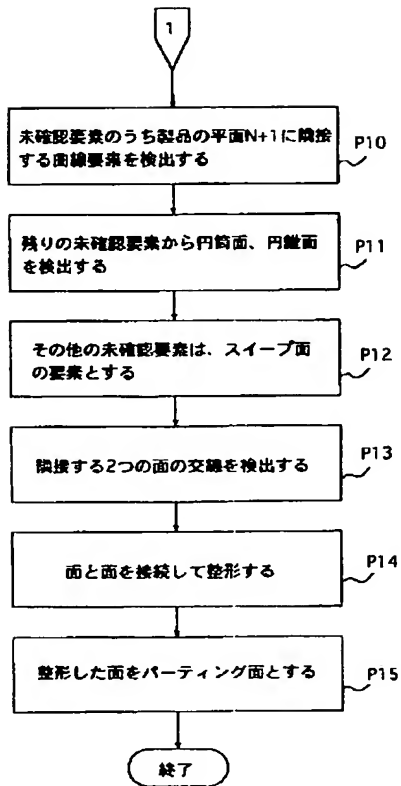 1
未確認要素のうち製品の平面N+1に隣接
する曲線要素を検出する
P10
残りの未確認要素から円筒面、円錐面
を検出する
P11
その他の未確認要素は、スイープ面
の要素とする
P12
隣接する2つの面の交線を検出する
P13
面と面を接続して整形する
P14
整形した面をパーティング面とする
P15
終了